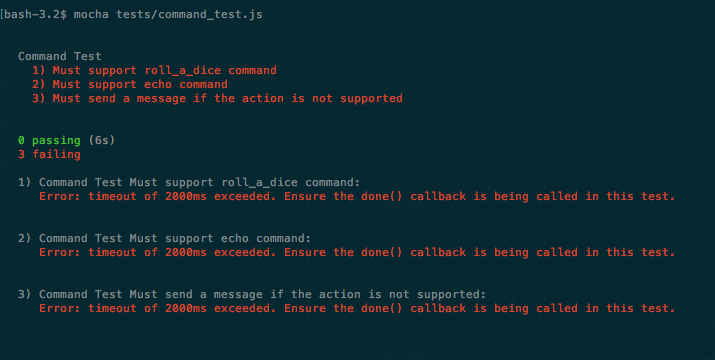 [bash-3.2$ mocha tests/command_test.js
Command Test
1) Must support roll_a_dice command
2) Must support echo command
3) Must send a message if the action is not supported
0 passing (6s)
3 failing
1) Command Test Must support roll_a_dice command:
Error: timeout of 2000ms exceeded. Ensure the done() callback is being called in this test.
2) Command Test Must support echo command:
Error: timeout of 2000ms exceeded. Ensure the done() callback is being called in this test.
3) Command Test Must send a message if the action is not supported:
Error: timeout of 2000ms exceeded. Ensure the done() callback is being called in this test.